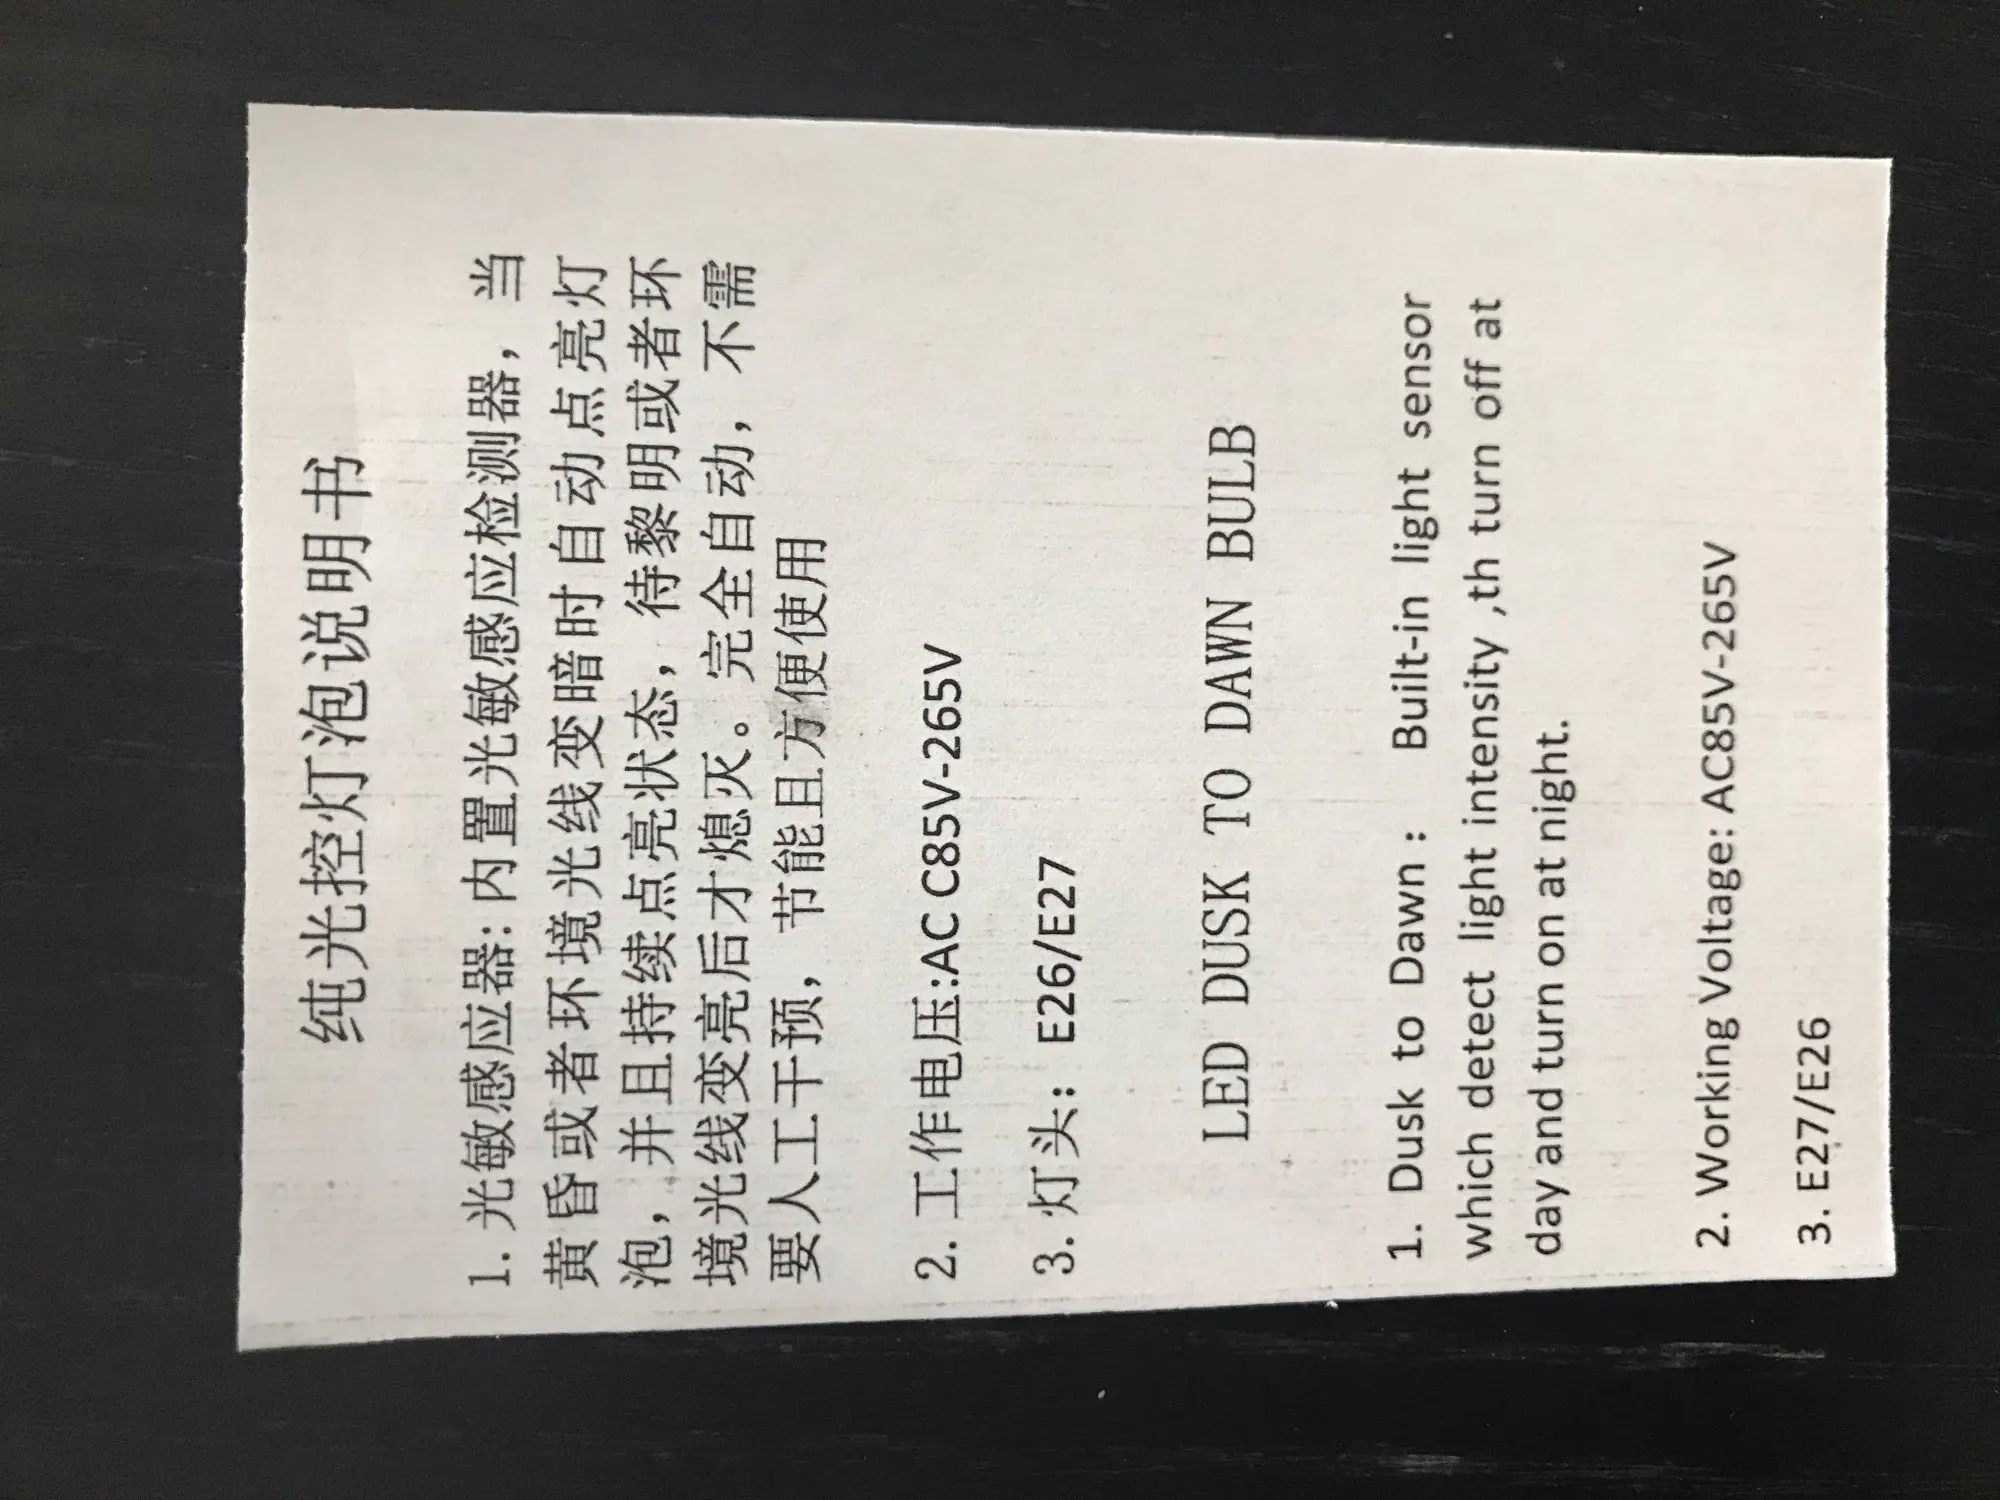 纯光控灯泡说明书
1. 光敏感应器: 内置光敏感应检测器，当
黄昏或者环境光线变暗时自动点亮灯
泡，并且持续点亮状态，待黎明或者环
境光线变亮后才熄灭。完全自动，不需
要人工干预，节能且方便使用
2. 工作电压:AC C85V-265V
3. 灯头：E26/E27
LED DUSK TO DAWN BULB
1. Dusk to Dawn： Built-in light sensor
which detect light intensity ,th turn off at
day and turn on at night.
2. Working Voltage: AC85V-265V
3. E27/E26